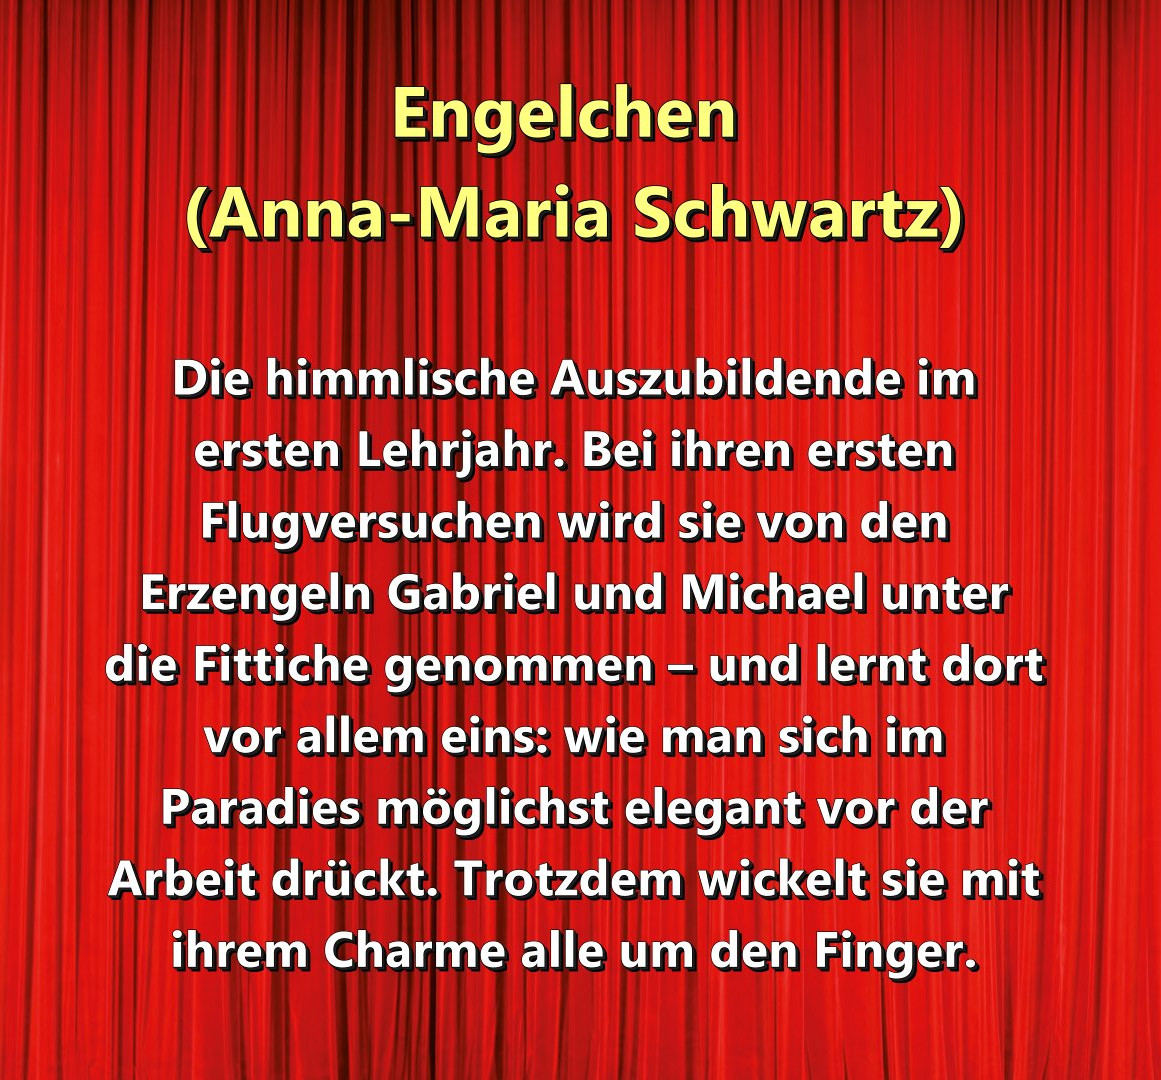 Engelchen
(Anna-Maria Schwartz)
Die himmlische Auszubildende im
ersten Lehrjahr. Bei ihren ersten
Flugversuchen wird sie von den
Erzengeln Gabriel und Michael unter
die Fittiche genommen – und lernt dort
vor allem eins: wie man sich im
Paradies möglichst elegant vor der
Arbeit drückt. Trotzdem wickelt sie mit
ihrem Charme alle um den Finger.